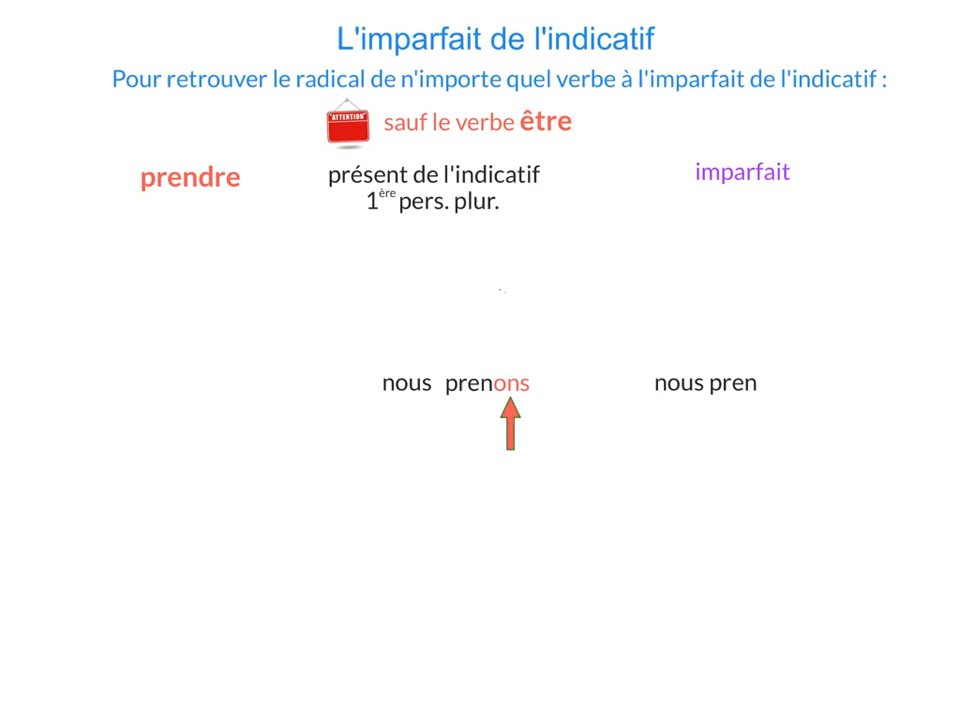 L'imparfait de l'indicatif
Pour retrouver le radical de n'importe quel verbe à l'imparfait de l'indicatif :
ATTENTION
sauf le verbe être
prendre
présent de l'indicatif
1ère pers. plur.
imparfait
nous prenons
nous pren